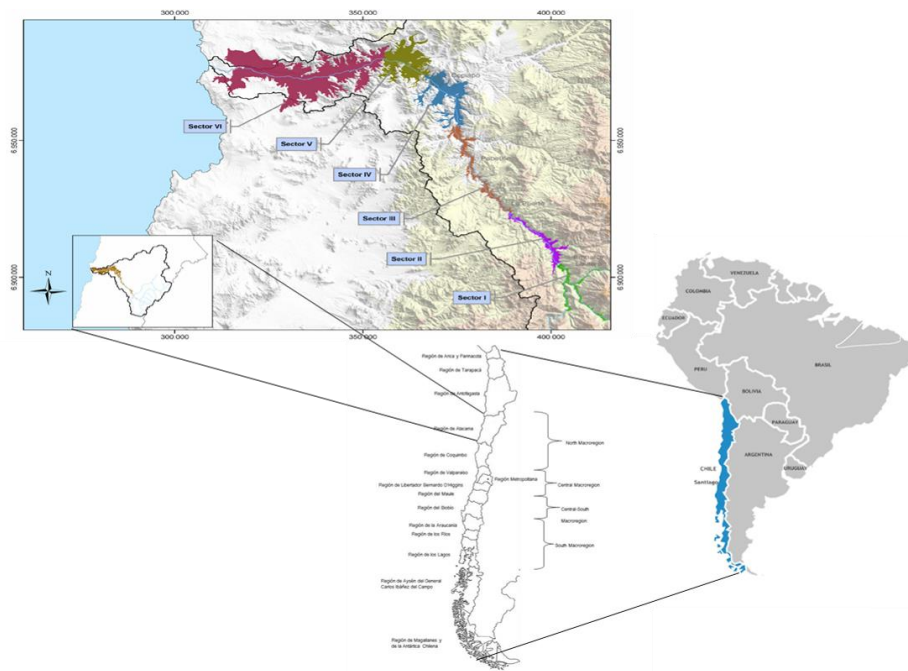 300 000
350 000
400 000
Copiapo
Sector VI
Sector V
Sector IV
Sector III
Sector II
Sector I
6 950 000
6 900 000
N
300 000
350 000
400 000
Región de Arica y Parinacota
Región de Tarapacá
Región de Antofagasta
Región de Atacama
Región de Coquimbo
Región de Valparaíso
Región Metropolitana
Región de Libertador Bernardo O'Higgins
Región del Maule
Región del Biobío
Región de la Araucanía
Región de los Ríos
Región de los Lagos
Región de Aysén del General
Carlos Ibáñez del Campo
Región de Magallanes y
de la Antártica Chilena
North Macroregion
Central Macroregion
Central South
Macroregion
South Macroregion
VENEZUELA
COLOMBIA
ECUADOR
PERU
BRASIL
BOLIVIA
PARAGUAY
ARGENTINA
URUGUAY
CHILE
Santiago